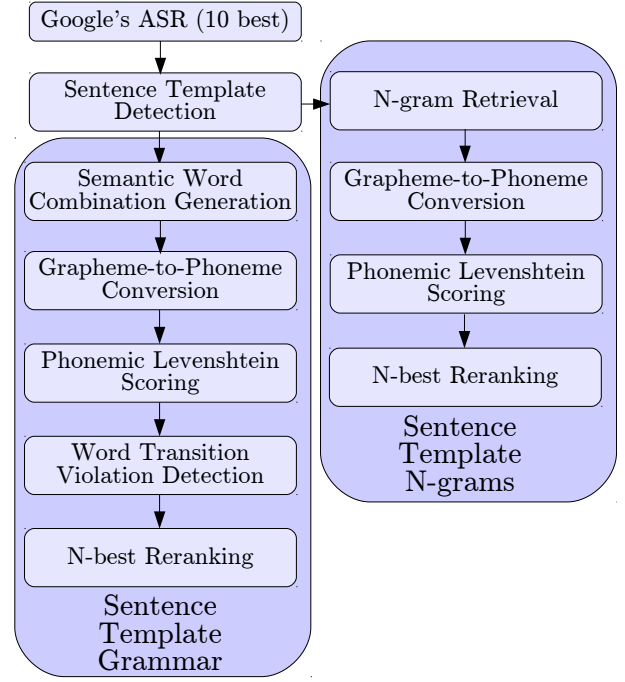 Google's ASR (10 best)
Sentence Template
Detection
Semantic Word
Combination Generation
Grapheme-to-Phoneme
Conversion
Phonemic Levenshtein
Scoring
Word Transition
Violation Detection
N-best Reranking
Sentence
Template
Grammar
N-gram Retrieval
Grapheme-to-Phoneme
Conversion
Phonemic Levenshtein
Scoring
N-best Reranking
Sentence
Template
N-grams